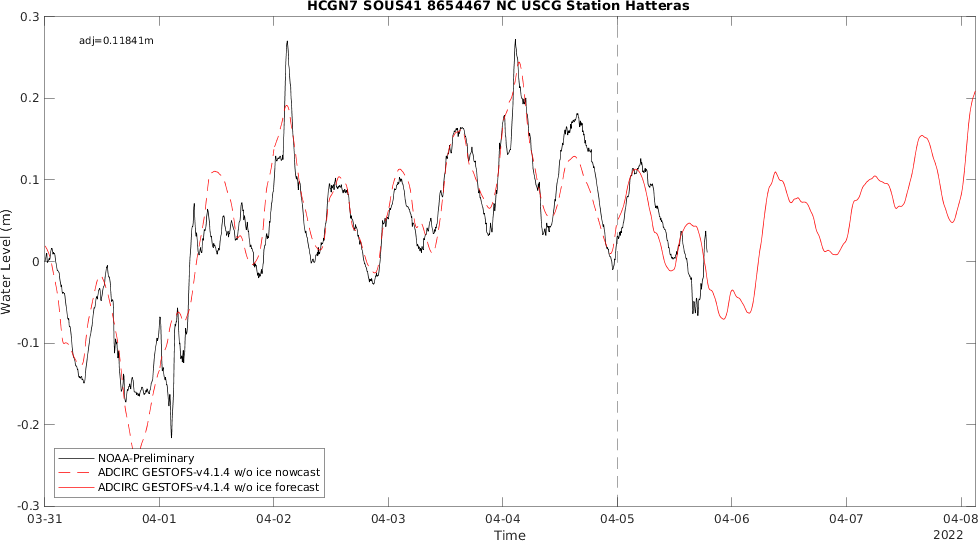 HCGN7 SOUS41 8654467 NC USCG Station Hatteras
adj=0.11841m
0.3
0.2
0.1
0
-0.1
-0.2
-0.3
Water Level (m)
NOAA-Preliminary
ADCIRC GESTOFS-v4.1.4 w/o ice nowcast
ADCIRC GESTOFS-v4.1.4 w/o ice forecast
03-31 04-01 04-02 04-03 04-04 04-05 04-06 04-07 04-08
Time
2022